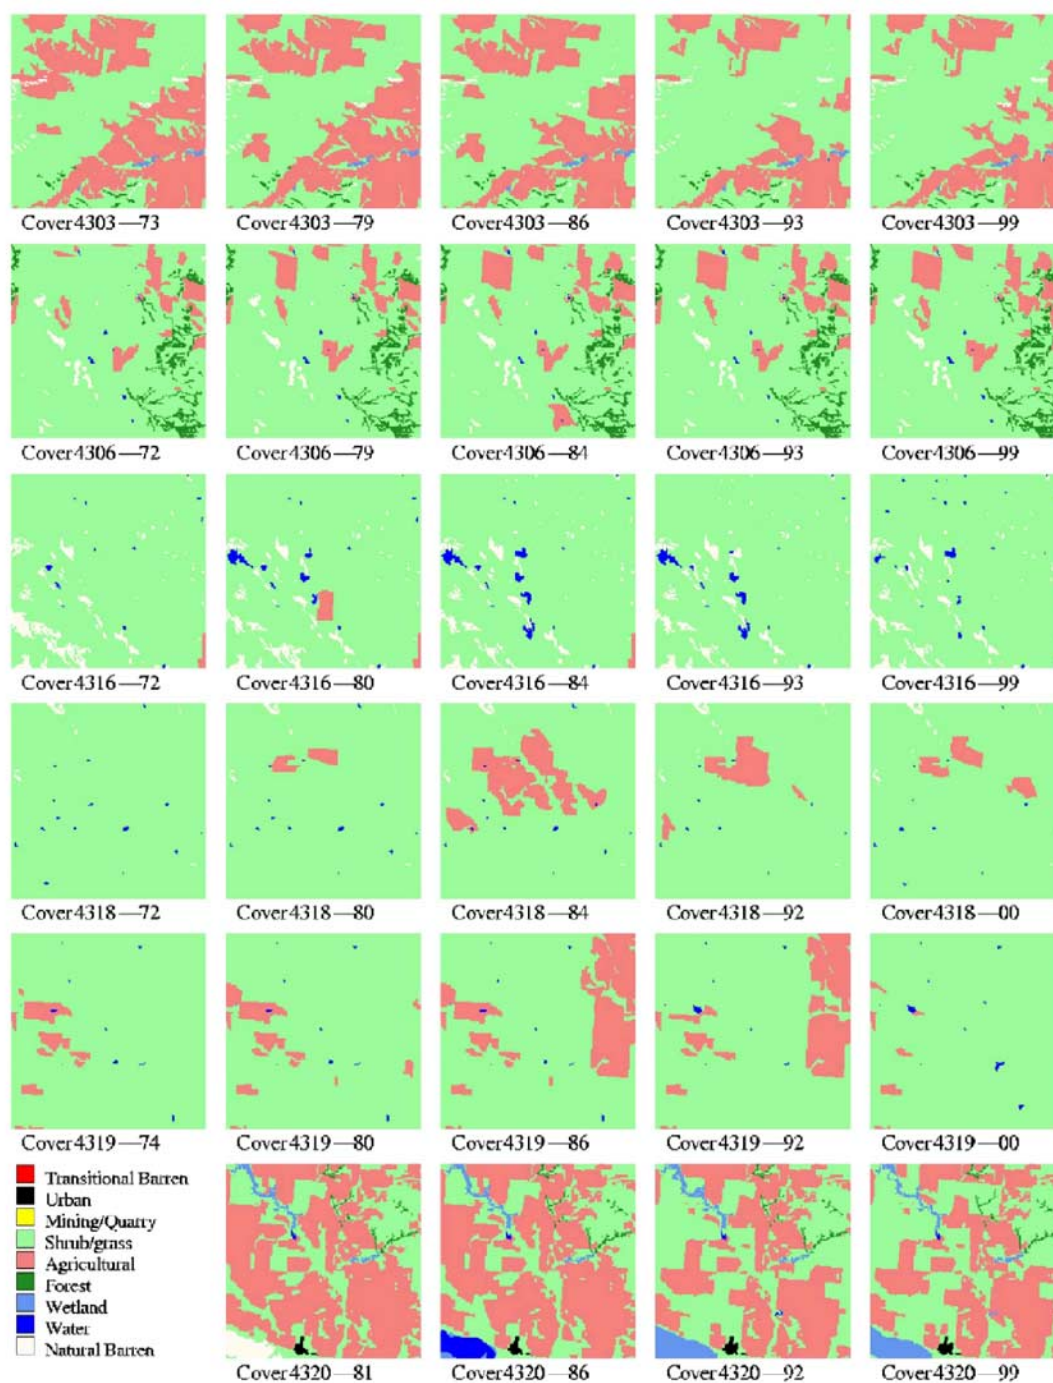 Cover4303—73 Cover4303—79 Cover4303—86 Cover4303—93 Cover4303—99
Cover4306—72 Cover4306—79 Cover4306—84 Cover4306—93 Cover4306—99
Cover4316—72 Cover4316—80 Cover4316—84 Cover4316—93 Cover4316—99
Cover4318—72 Cover4318—80 Cover4318—84 Cover4318—92 Cover4318—00
Cover4319—74 Cover4319—80 Cover4319—86 Cover4319—92 Cover4319—00
Transitional Barren
Urban
Mining/Quatry
Shrub/grass
Agricultural
Forest
Wetland
Water
Natural Barren
Cover4320—81 Cover4320—86 Cover4320—92 Cover4320—99